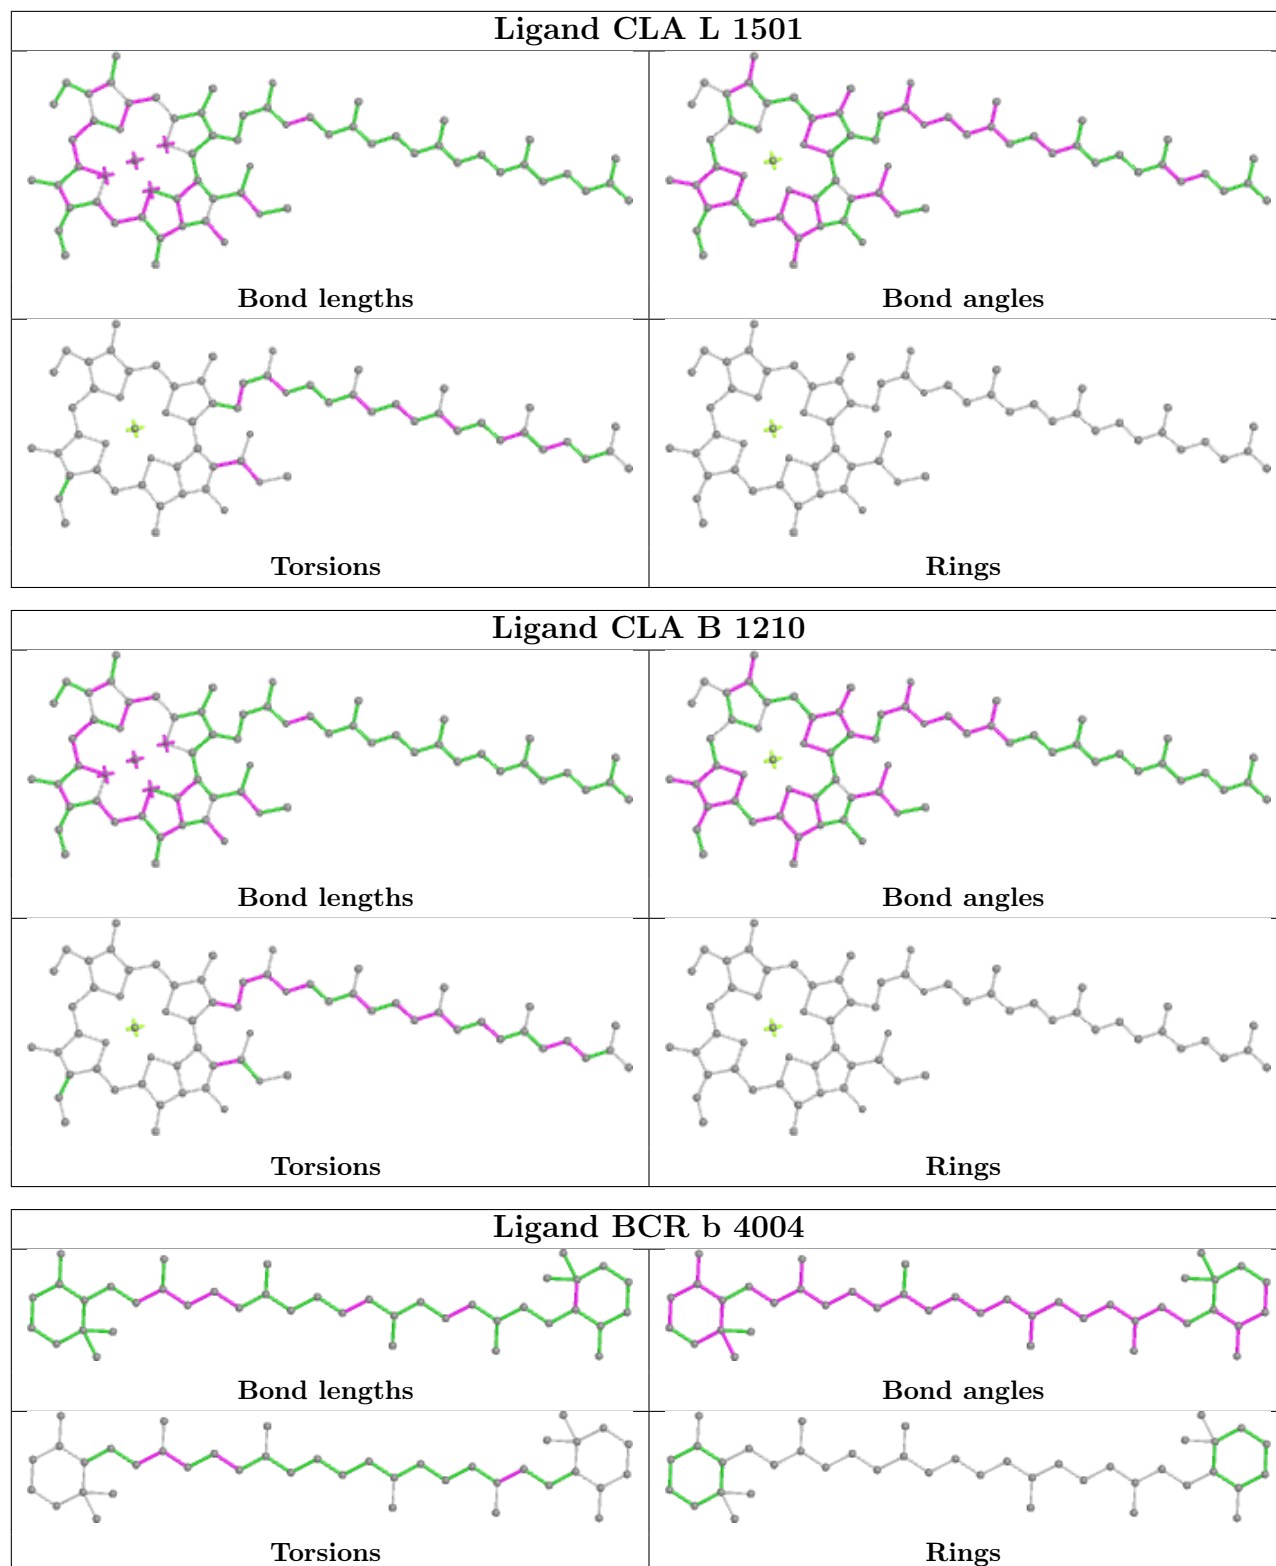 Ligand CLA L 1501
Bond lengths
Bond angles
Torsions
Rings
Ligand CLA B 1210
Bond lengths
Bond angles
Torsions
Rings
Ligand BCR b 4004
Bond lengths
Bond angles
Torsions
Rings